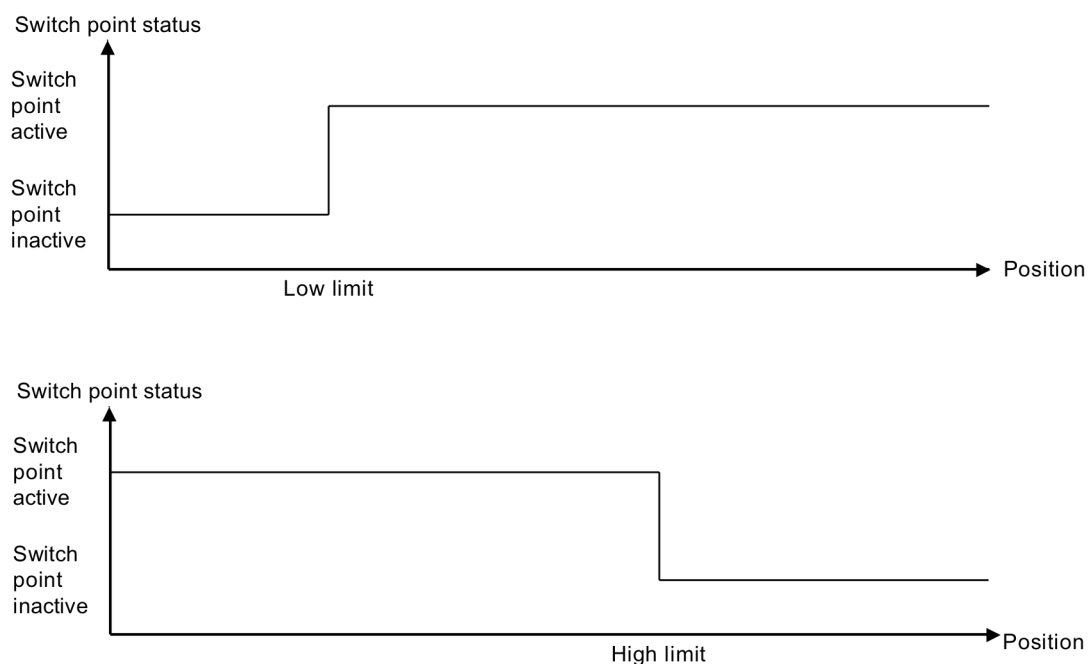 Switch point status
Switch
point
active
Switch
point
inactive
Position
Low limit
Switch point status
Switch
point
active
Switch
point
inactive
Position
High limit